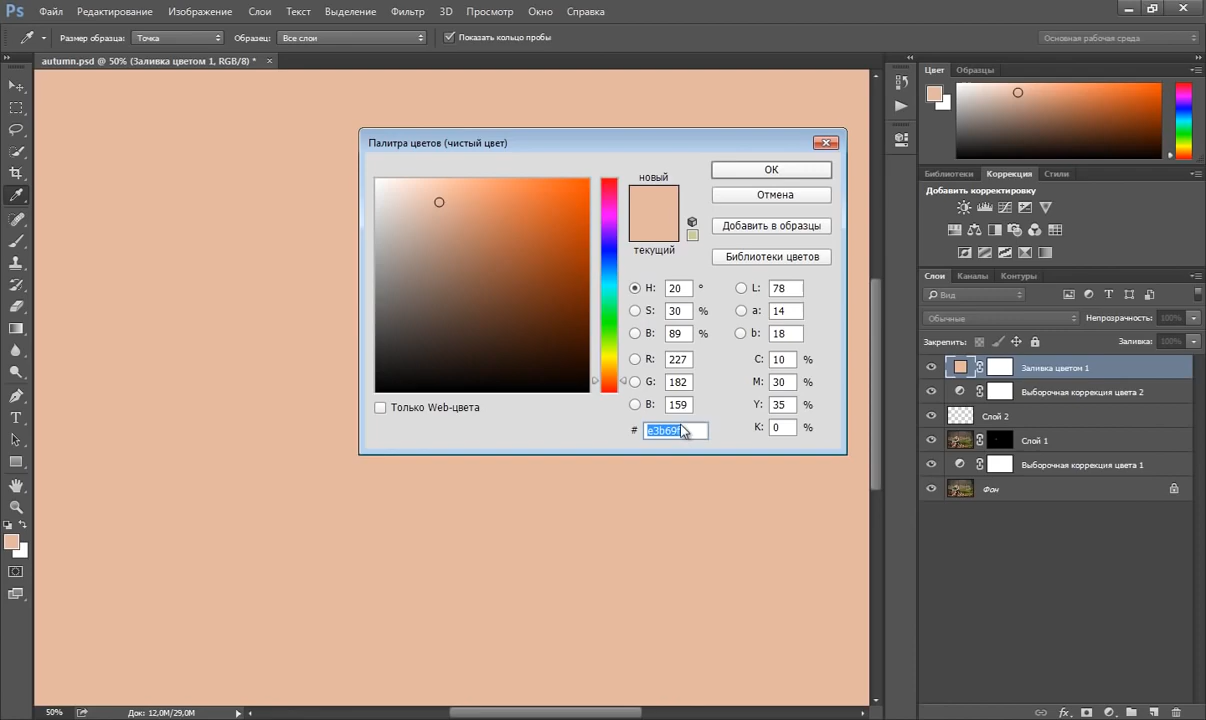 Ps Файл Редактирование Изображение Слои Текст Выделение Фильтр 3D Просмотр Окно Справка
Размер образца: Точка Образец: Все слои Показать кольцо пробы Основная рабочая среда
autumn.psd @ 50% (Заливка цветом 1, RGB/8) * ×
Цвет Образцы
Палитра цветов (чистый цвет)
новый
текущий
OK
Отмена
Добавить в образцы
Библиотеки цветов
H: 20 ° L: 78
S: 30 % a: 14
B: 89 % b: 18
R: 227 C: 10 %
G: 182 M: 30 %
B: 159 Y: 35 %
# e3b69f K: 0 %
Только Web-цвета
Библиотеки Коррекция Стили
Добавить корректировку
Слои Каналы Контуры
Вид
Обычные Непрозрачность: 100%
Закрепить: Заливка: 100%
Заливка цветом 1
Выборочная коррекция цвета 2
Слой 2
Слой 1
Выборочная коррекция цвета 1
Фон
50% Док: 12,0M/29,0M